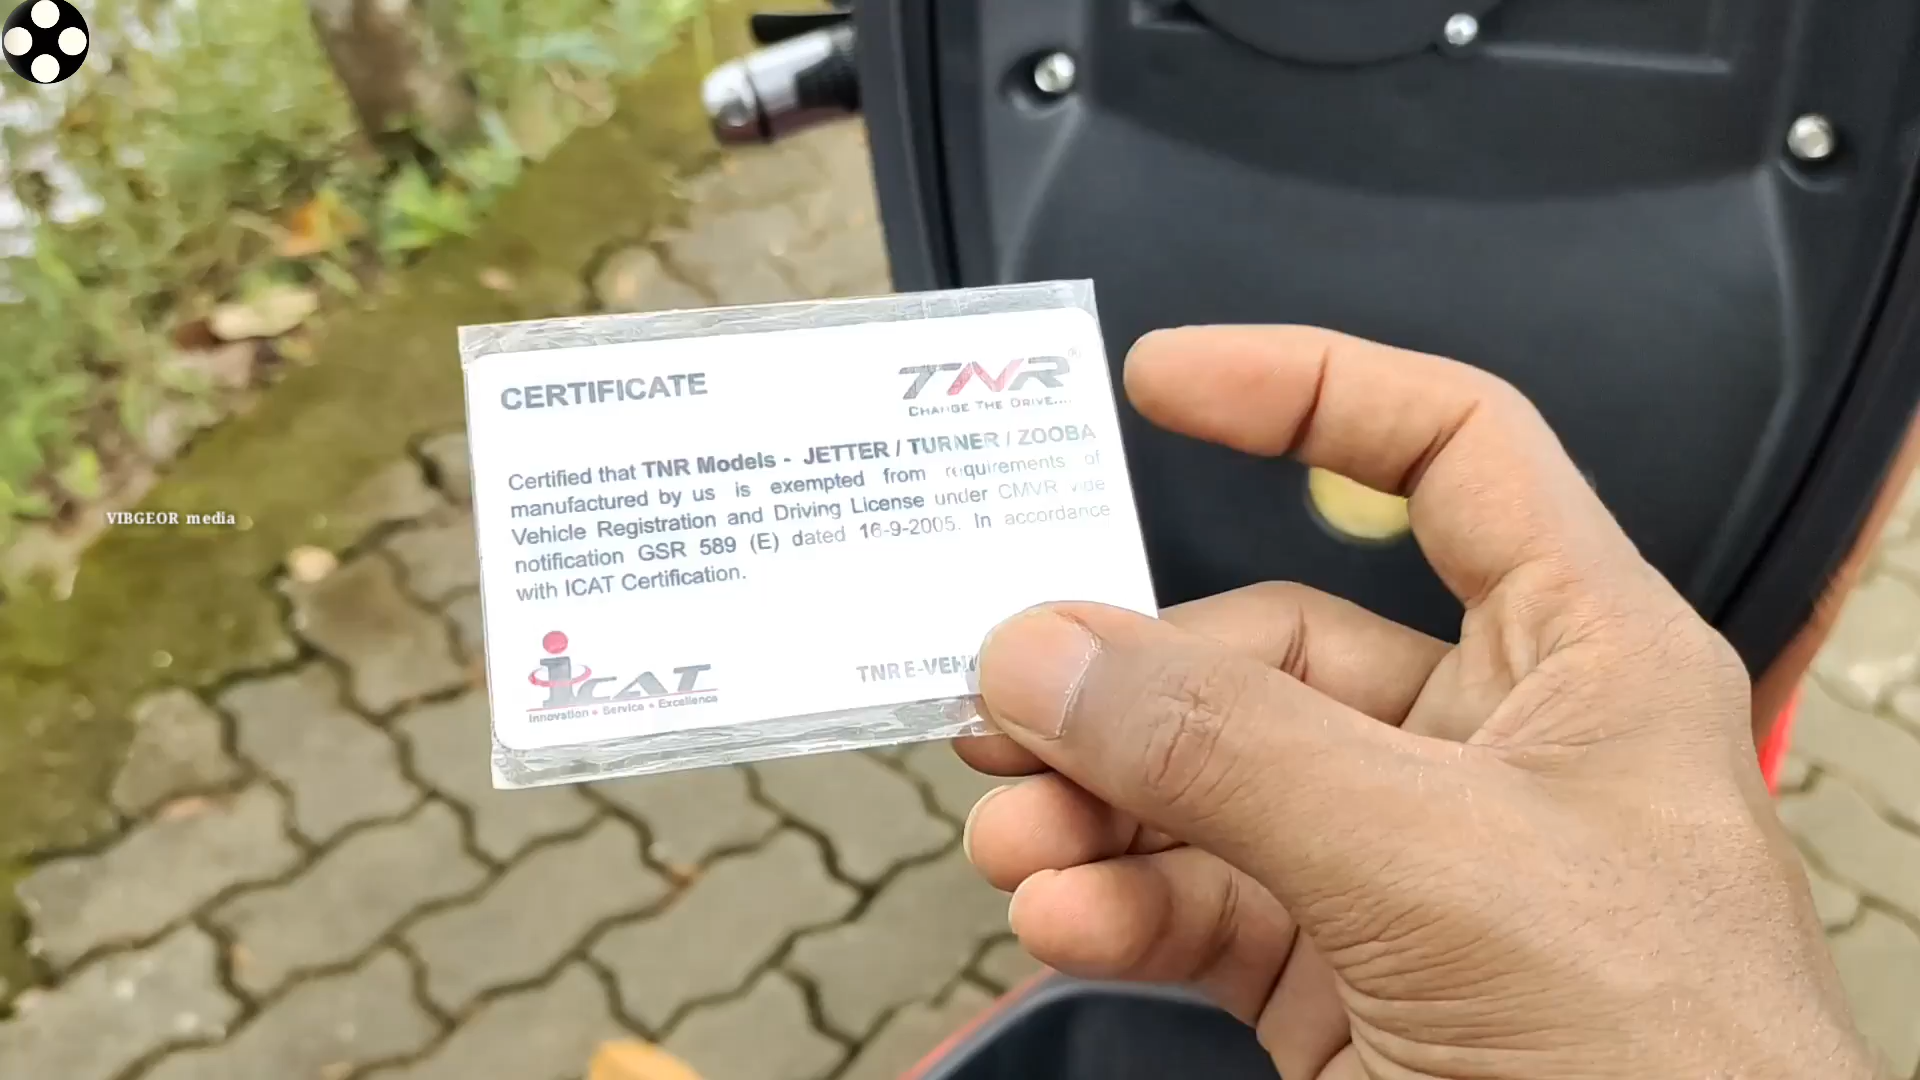 CERTIFICATE
TNR®
CHANGE THE DRIVE....
Certified that TNR Models - JETTER / TURNER / ZOOBA
manufactured by us is exempted from requirements of
Vehicle Registration and Driving License under CMVR vide
notification GSR 589 (E) dated 16-9-2005. In accordance
with ICAT Certification.
VIBGEOR media
iCAT
Innovation • Service • Excellence
TNR